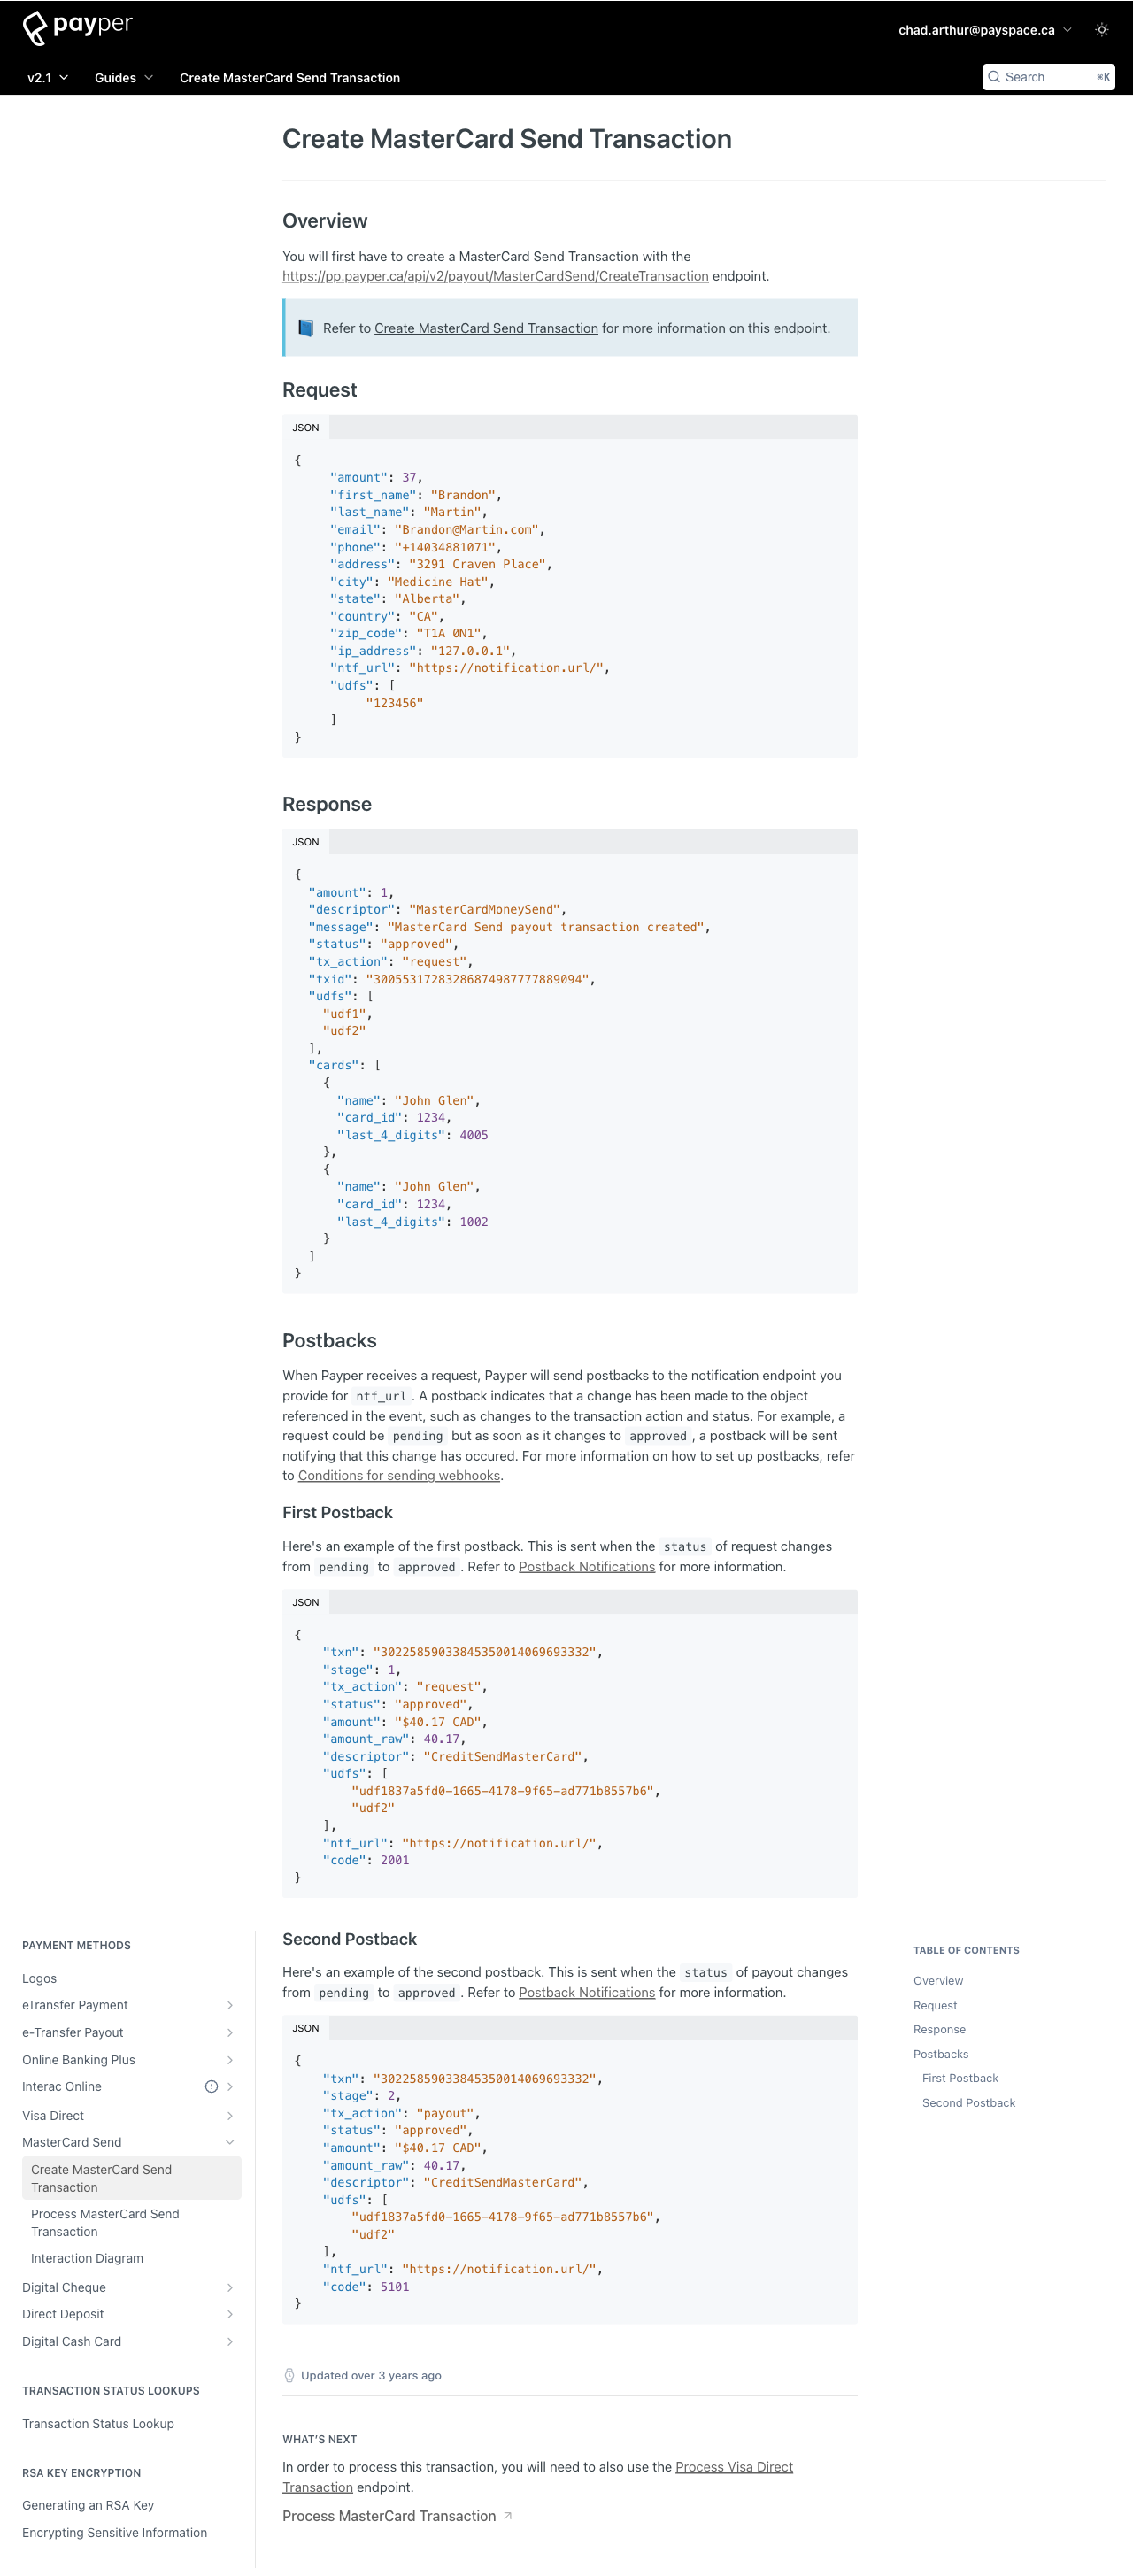 payper
chad.arthur@payspace.ca
v2.1
Guides
Create MasterCard Send Transaction
Search
⌘K
Create MasterCard Send Transaction
Overview
You will first have to create a MasterCard Send Transaction with the
https://pp.payper.ca/api/v2/payout/MasterCardSend/CreateTransaction endpoint.
Refer to Create MasterCard Send Transaction for more information on this endpoint.
Request
JSON
{
"amount": 37,
"first_name": "Brandon",
"last_name": "Martin",
"email": "Brandon@Martin.com",
"phone": "+14034881071",
"address": "3291 Craven Place",
"city": "Medicine Hat",
"state": "Alberta",
"country": "CA",
"zip_code": "T1A 0N1",
"ip_address": "127.0.0.1",
"ntf_url": "https://notification.url/",
"udfs": [
"123456"
]
}
Response
JSON
{
"amount": 1,
"descriptor": "MasterCardMoneySend",
"message": "MasterCard Send payout transaction created",
"status": "approved",
"tx_action": "request",
"txid": "30055317283286874987777889094",
"udfs": [
"udf1",
"udf2"
],
"cards": [
{
"name": "John Glen",
"card_id": 1234,
"last_4_digits": 4005
},
{
"name": "John Glen",
"card_id": 1234,
"last_4_digits": 1002
}
]
}
Postbacks
When Payper receives a request, Payper will send postbacks to the notification endpoint you
provide for ntf_url. A postback indicates that a change has been made to the object
referenced in the event, such as changes to the transaction action and status. For example, a
request could be pending but as soon as it changes to approved, a postback will be sent
notifying that this change has occured. For more information on how to set up postbacks, refer
to Conditions for sending webhooks.
First Postback
Here's an example of the first postback. This is sent when the status of request changes
from pending to approved. Refer to Postback Notifications for more information.
JSON
{
"txn": "30225859033845350014069693332",
"stage": 1,
"tx_action": "request",
"status": "approved",
"amount": "$40.17 CAD",
"amount_raw": 40.17,
"descriptor": "CreditSendMasterCard",
"udfs": [
"udf1837a5fd0-1665-4178-9f65-ad771b8557b6",
"udf2"
],
"ntf_url": "https://notification.url/",
"code": 2001
}
Second Postback
Here's an example of the second postback. This is sent when the status of payout changes
from pending to approved. Refer to Postback Notifications for more information.
JSON
{
"txn": "30225859033845350014069693332",
"stage": 2,
"tx_action": "payout",
"status": "approved",
"amount": "$40.17 CAD",
"amount_raw": 40.17,
"descriptor": "CreditSendMasterCard",
"udfs": [
"udf1837a5fd0-1665-4178-9f65-ad771b8557b6",
"udf2"
],
"ntf_url": "https://notification.url/",
"code": 5101
}
Updated over 3 years ago
WHAT'S NEXT
In order to process this transaction, you will need to also use the Process Visa Direct
Transaction endpoint.
Process MasterCard Transaction
PAYMENT METHODS
Logos
eTransfer Payment
e-Transfer Payout
Online Banking Plus
Interac Online
Visa Direct
MasterCard Send
Create MasterCard Send
Transaction
Process MasterCard Send
Transaction
Interaction Diagram
Digital Cheque
Direct Deposit
Digital Cash Card
TRANSACTION STATUS LOOKUPS
Transaction Status Lookup
RSA KEY ENCRYPTION
Generating an RSA Key
Encrypting Sensitive Information
TABLE OF CONTENTS
Overview
Request
Response
Postbacks
First Postback
Second Postback